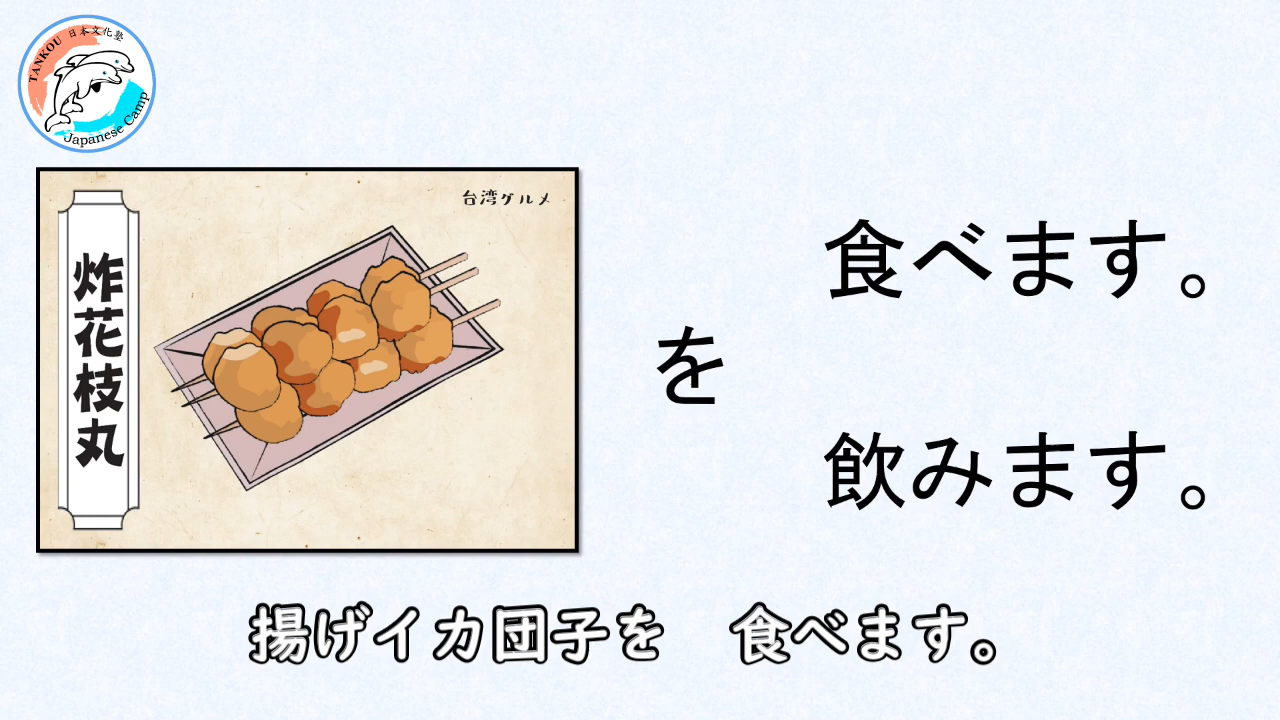 TANKOU 日本文化塾
Japanese Camp
台湾グルメ
炸花枝丸
食べます。
を
飲みます。
揚げイカ団子を 食べます。